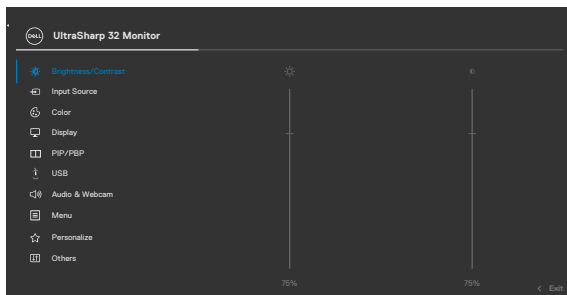 DELL
UltraSharp 32 Monitor
Brightness/Contrast
Input Source
Color
Display
PIP/PBP
USB
Audio & Webcam
Menu
Personalize
Others
75%
75%
< Exit